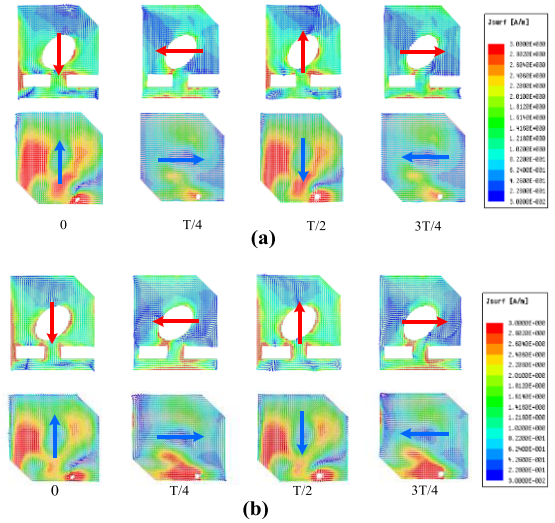 Jsurf [A/m]
3.0000E+000
2.8020E+000
2.6040E+000
2.4060E+000
2.2080E+000
2.0100E+000
1.8120E+000
1.6140E+000
1.4160E+000
1.2180E+000
1.0200E+000
8.2200E-001
6.2400E-001
4.2600E-001
2.2800E-001
3.0000E-002
0 T/4 T/2 3T/4
(a)
Jsurf [A/m]
3.0000E+000
2.8020E+000
2.6040E+000
2.4060E+000
2.2080E+000
2.0100E+000
1.8120E+000
1.6140E+000
1.4160E+000
1.2180E+000
1.0200E+000
8.2200E-001
6.2400E-001
4.2600E-001
2.2800E-001
3.0000E-002
0 T/4 T/2 3T/4
(b)